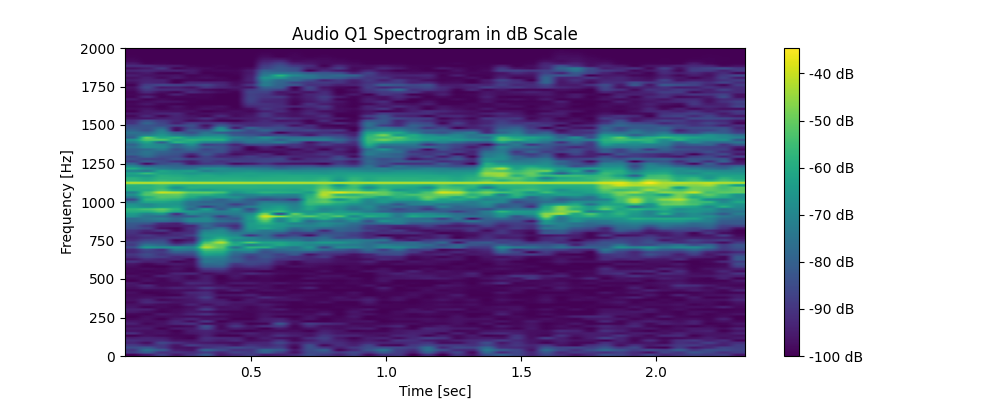 Audio Q1 Spectrogram in dB Scale
2000
1750
1500
1250
1000
750
500
250
0
Frequency [Hz]
0.5
1.0
1.5
2.0
Time [sec]
-40 dB
-50 dB
-60 dB
-70 dB
-80 dB
-90 dB
-100 dB